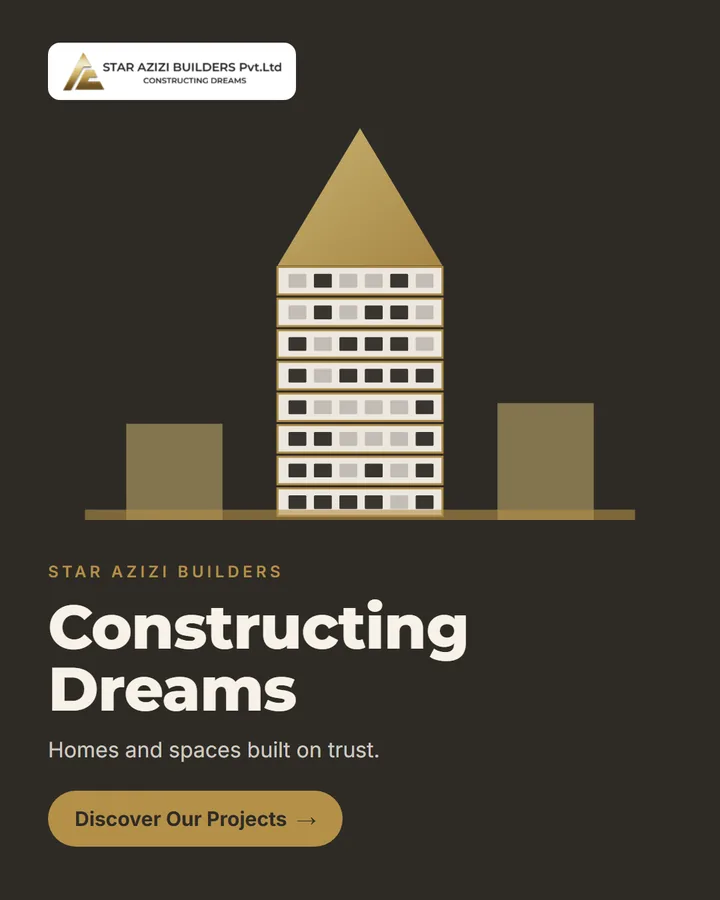 STAR AZIZI BUILDERS Pvt.Ltd
CONSTRUCTING DREAMS
STAR AZIZI BUILDERS
Constructing
Dreams
Homes and spaces built on trust.
Discover Our Projects →